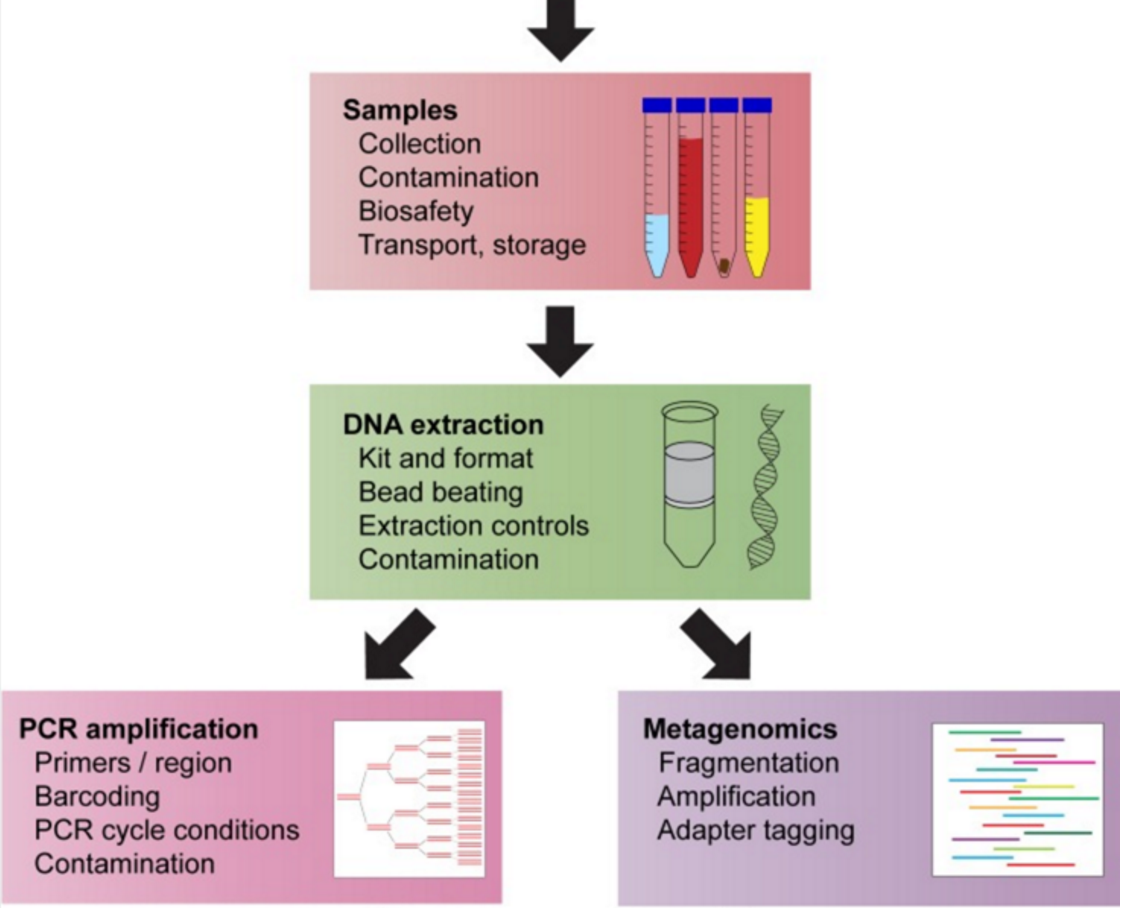 Samples
Collection
Contamination
Biosafety
Transport, storage
DNA extraction
Kit and format
Bead beating
Extraction controls
Contamination
PCR amplification
Primers / region
Barcoding
PCR cycle conditions
Contamination
Metagenomics
Fragmentation
Amplification
Adapter tagging